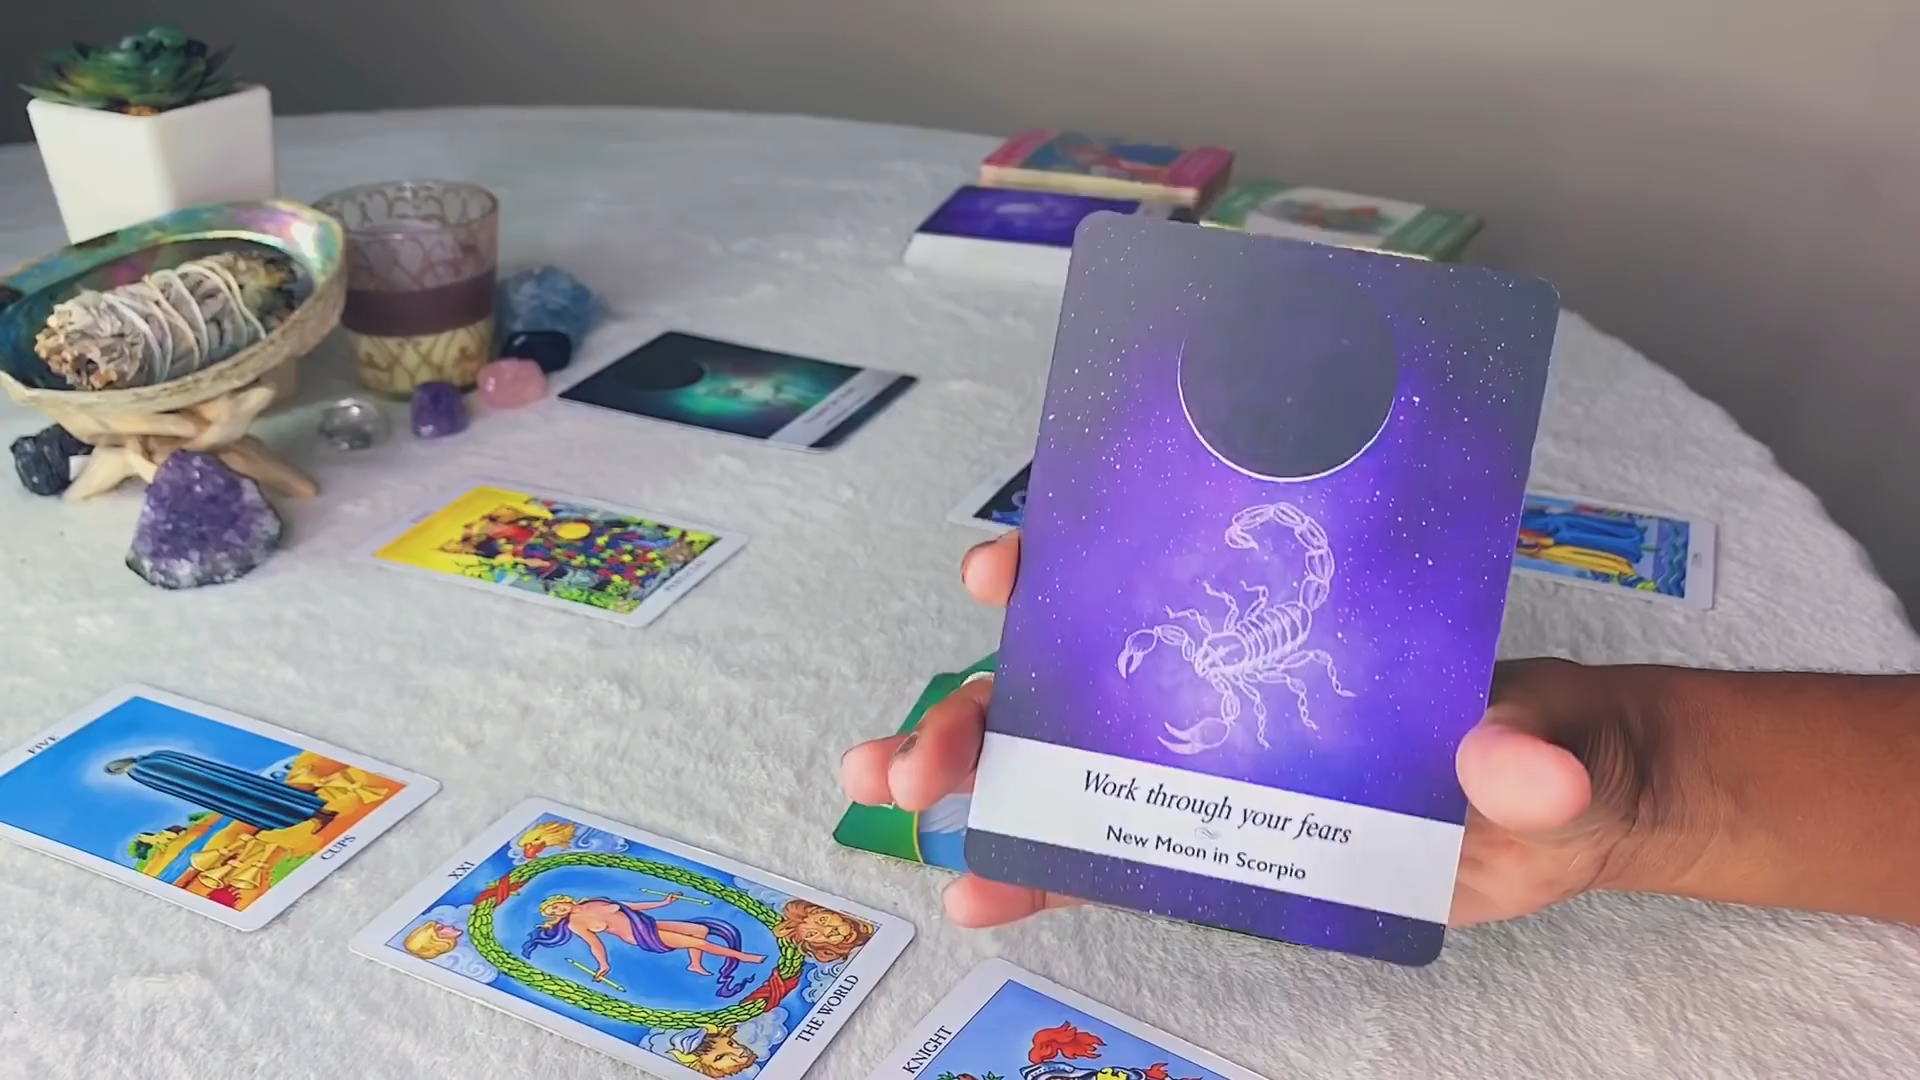 Work through your fears
New Moon in Scorpio
FIVE
CUPS
XXI
THE WORLD
KNIGHT